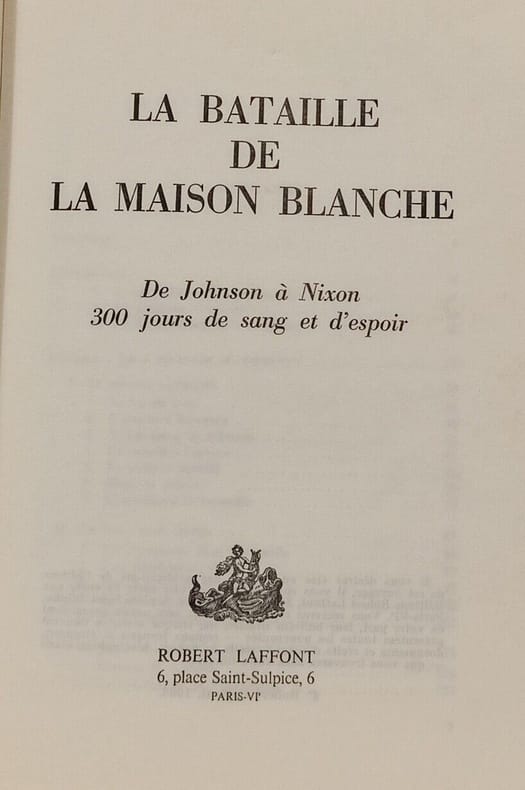 LA BATAILLE
DE
LA MAISON BLANCHE
De Johnson à Nixon
300 jours de sang et d'espoir
ROBERT LAFFONT
6, place Saint-Sulpice, 6
PARIS-VIᵉ